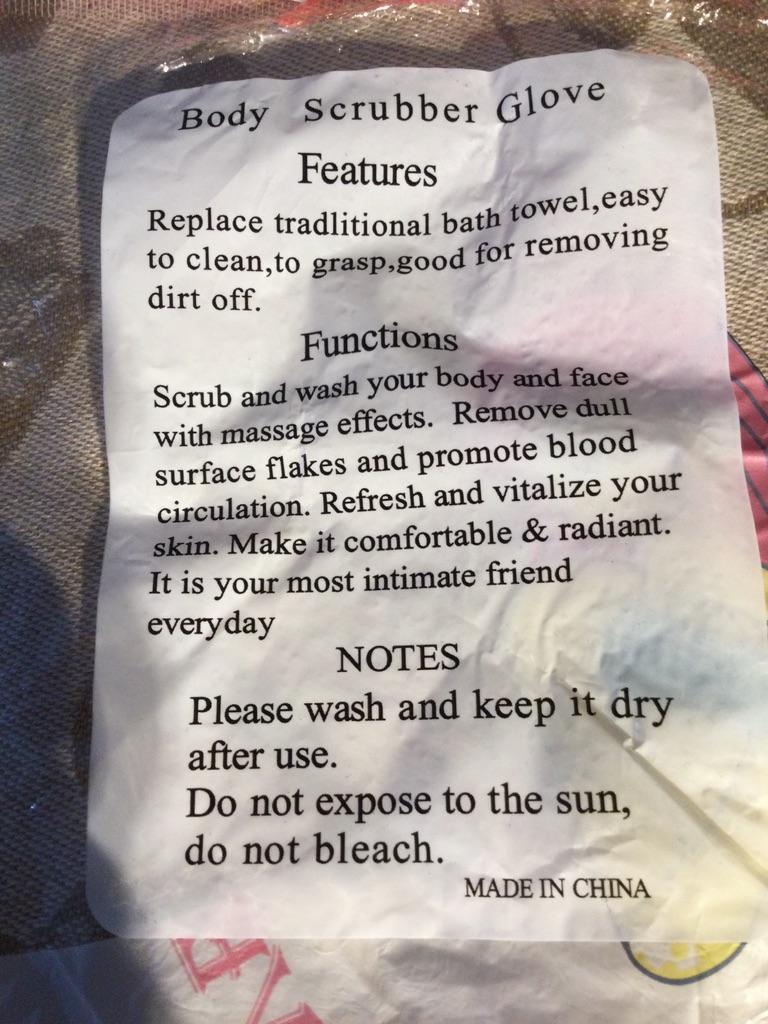 Body Scrubber Glove
Features
Replace tradlitional bath towel,easy
to clean,to grasp,good for removing
dirt off.
Functions
Scrub and wash your body and face
with massage effects. Remove dull
surface flakes and promote blood
circulation. Refresh and vitalize your
skin. Make it comfortable & radiant.
It is your most intimate friend
everyday
NOTES
Please wash and keep it dry
after use.
Do not expose to the sun,
do not bleach.
MADE IN CHINA